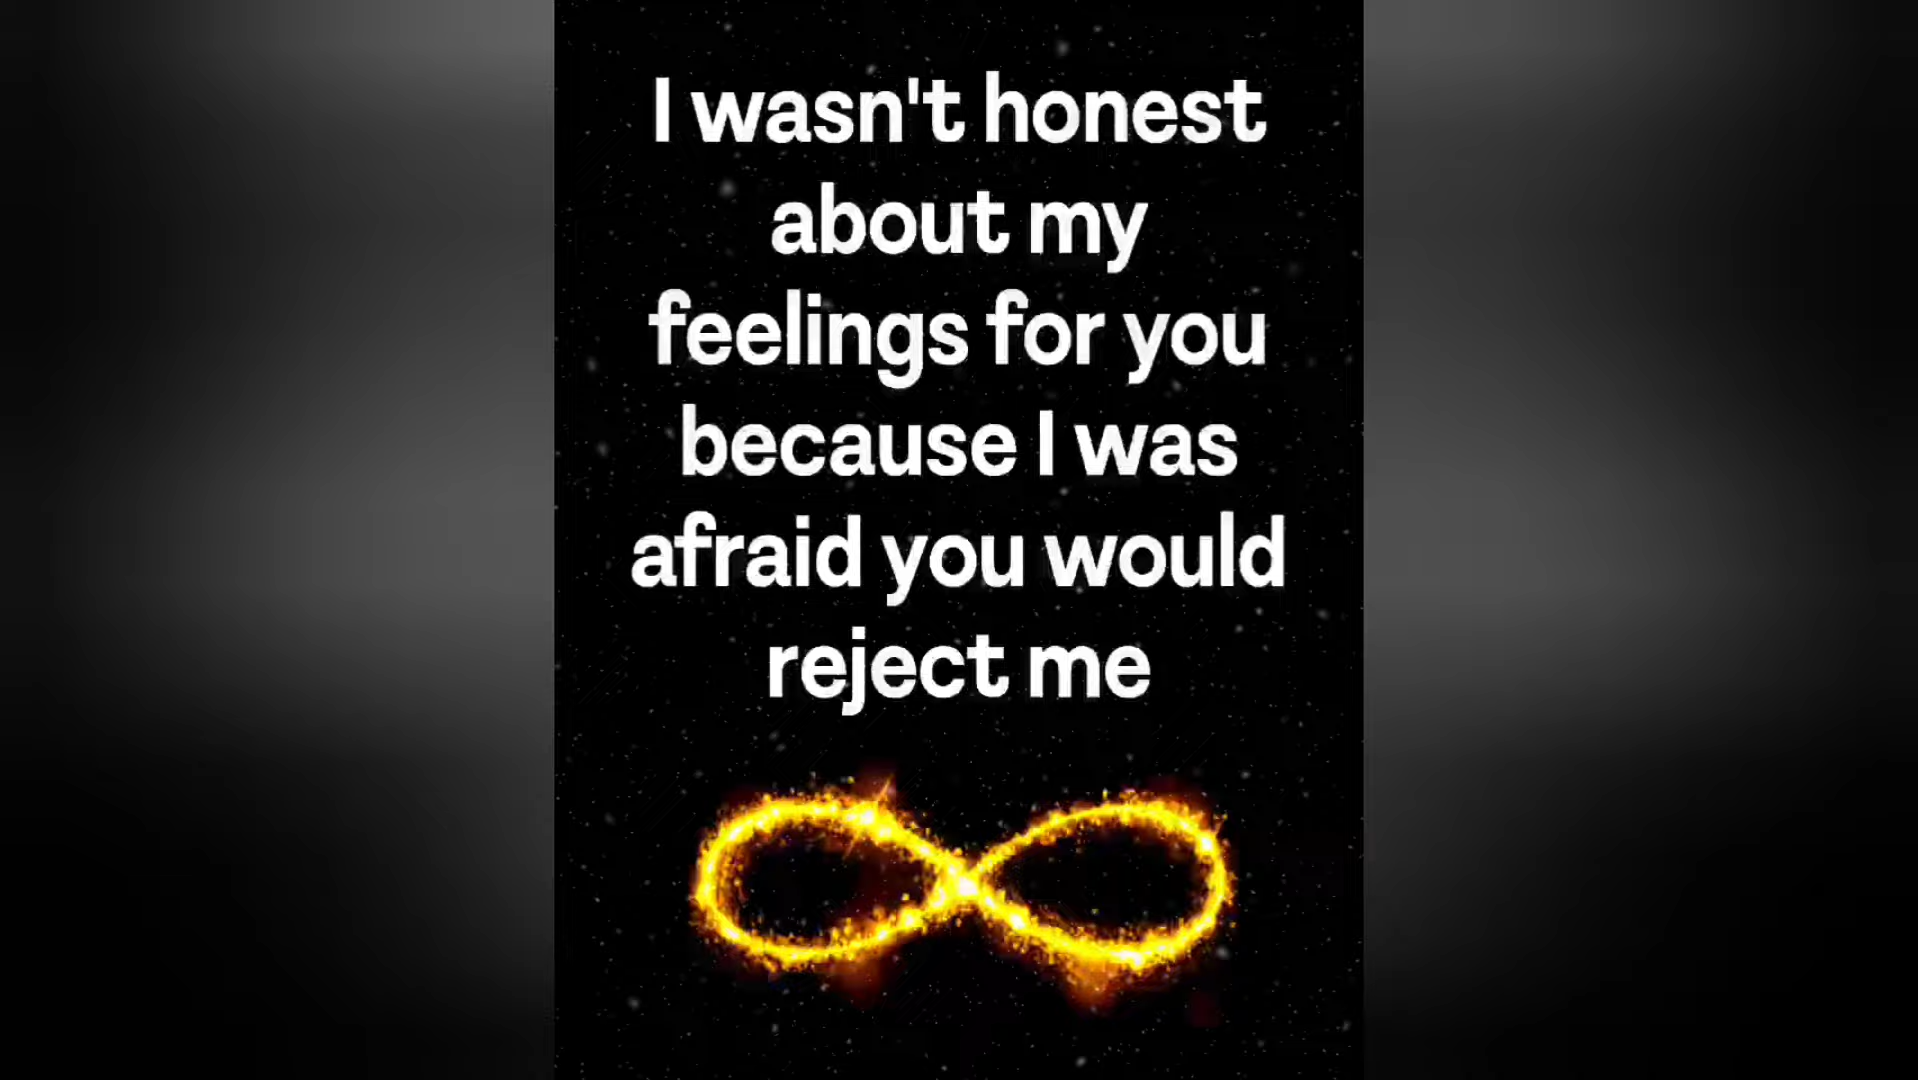 I wasn't honest
about my
feelings for you
because I was
afraid you would
reject me